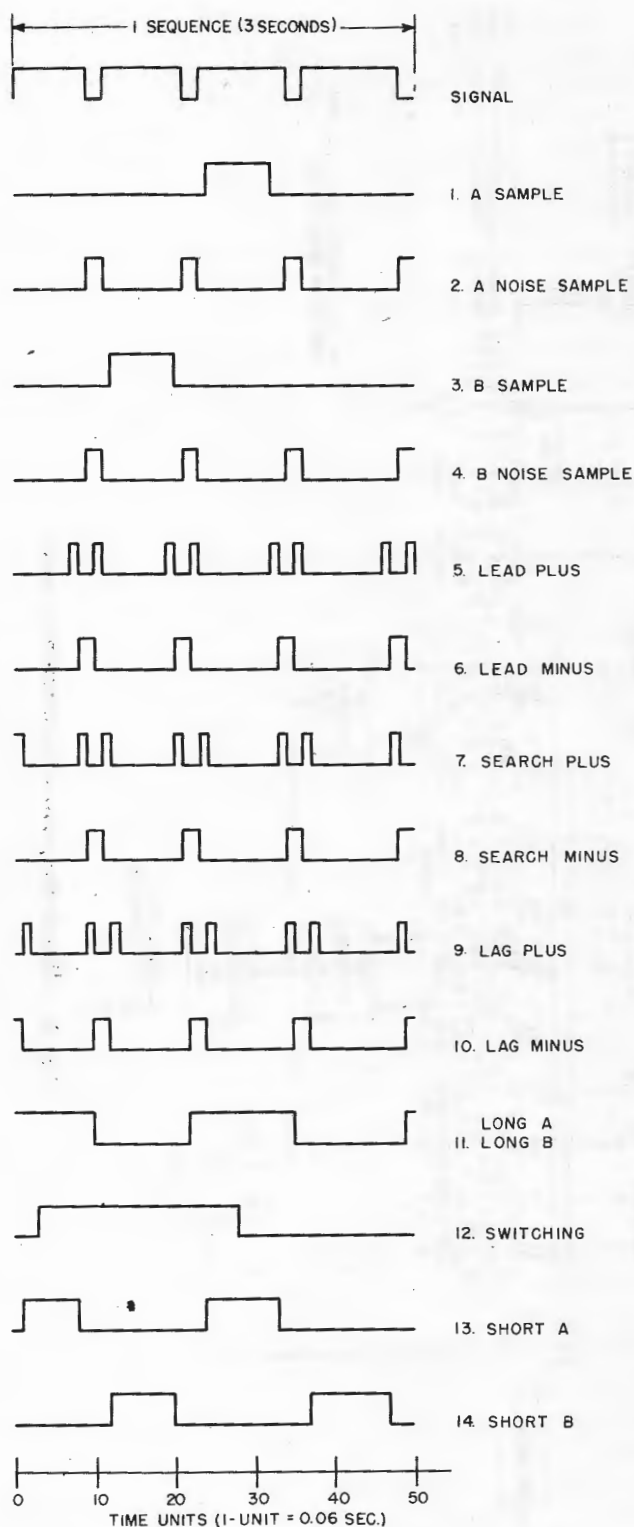 1 SEQUENCE (3 SECONDS)
SIGNAL
1. A SAMPLE
2. A NOISE SAMPLE
3. B SAMPLE
4. B NOISE SAMPLE
5. LEAD PLUS
6. LEAD MINUS
7. SEARCH PLUS
8. SEARCH MINUS
9. LAG PLUS
10. LAG MINUS
LONG A
11. LONG B
12. SWITCHING
13. SHORT A
14. SHORT B
0 10 20 30 40 50
TIME UNITS (1-UNIT = 0.06 SEC.)